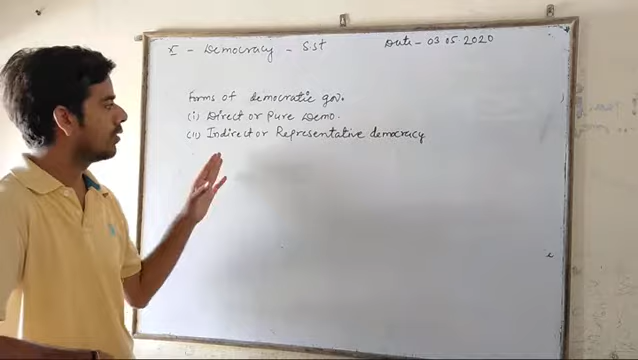 X - Democracy - S.St
Date - 03.05.2020
Forms of democratic gov.
(i) Direct or Pure Demo.
(ii) Indirect or Representative democracy